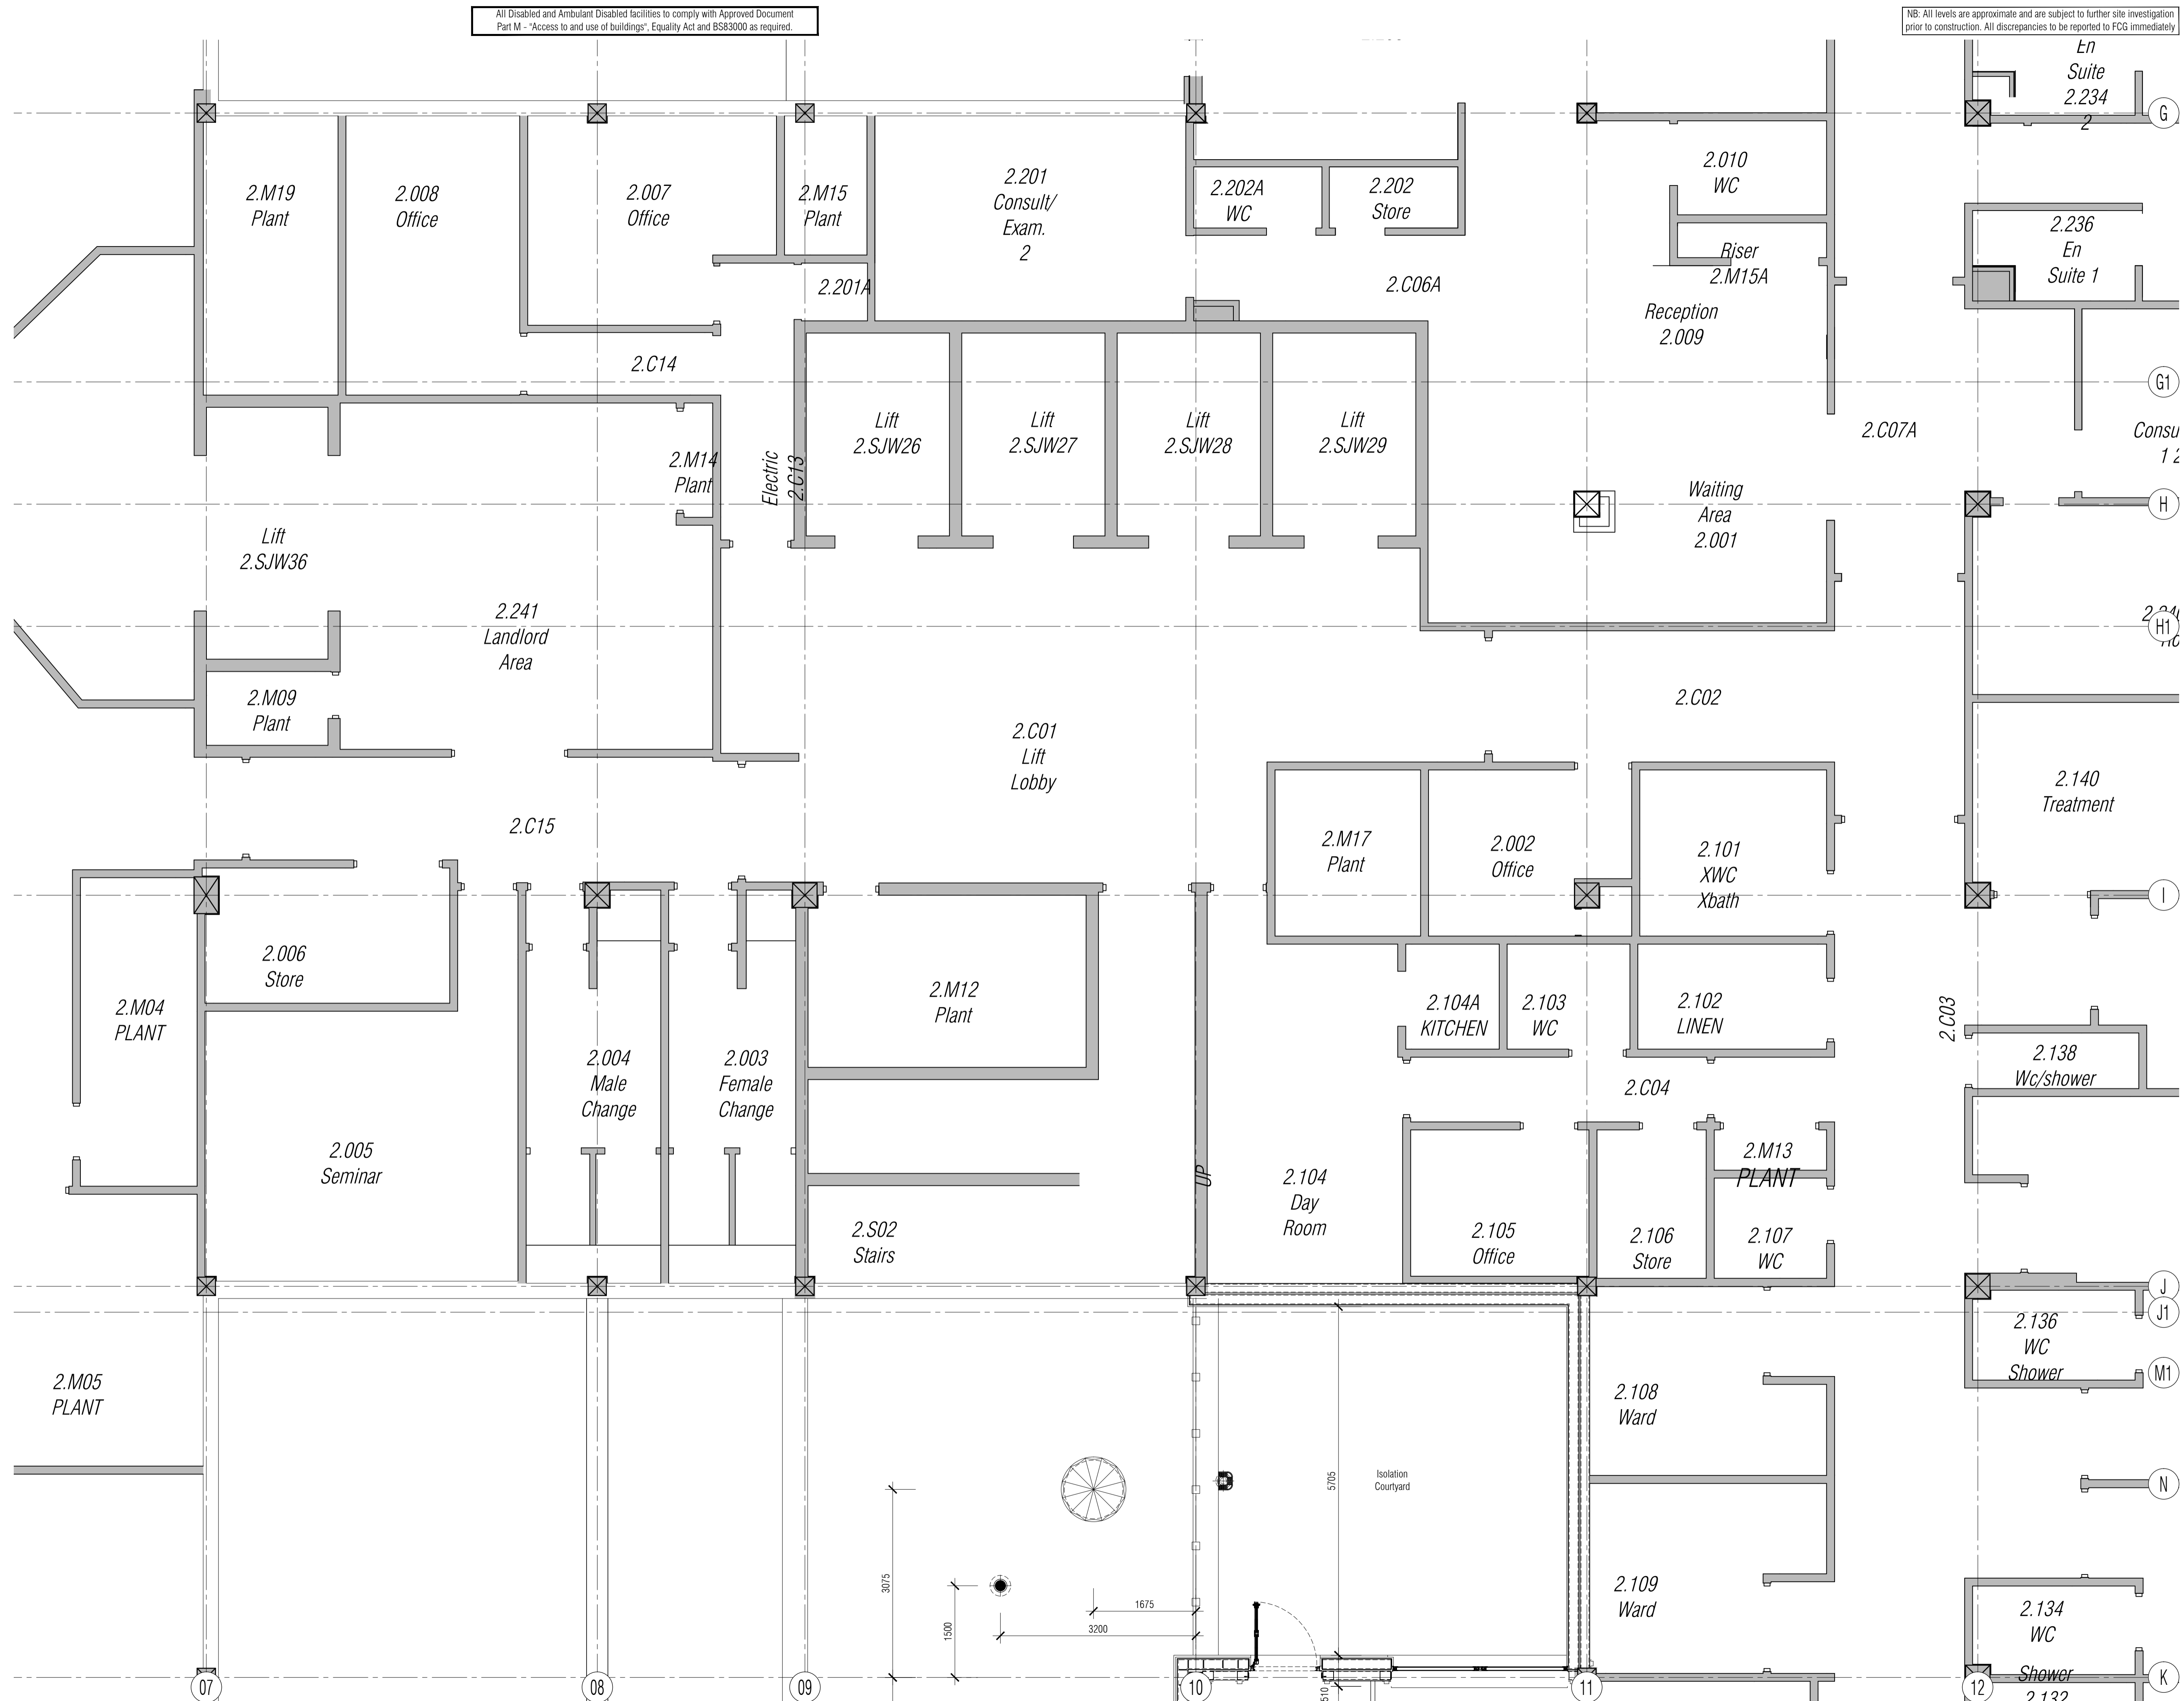 All Disabled and Ambulant Disabled facilities to comply with Approved Document
Part M - "Access to and use of buildings", Equality Act and BS83000 as required.
NB: All levels are approximate and are subject to further site investigation
prior to construction. All discrepancies to be reported to FCG immediately
En
Suite
2.234
2
G
2.M19
Plant
2.008
Office
2.007
Office
2.M15
Plant
2.201
Consult/
Exam.
2
2.202A
WC
2.202
Store
2.010
WC
2.236
En
Suite 1
Riser
2.M15A
2.201A
2.C06A
Reception
2.009
2.C14
G1
Lift
2.SJW26
Lift
2.SJW27
Lift
2.SJW28
Lift
2.SJW29
2.C07A
Consu
1 2
2.M14
Plant
Electric
2.C13
Waiting
Area
2.001
H
Lift
2.SJW36
2.241
Landlord
Area
H1
2.M09
Plant
2.C02
2.C01
Lift
Lobby
2.140
Treatment
2.C15
2.M17
Plant
2.002
Office
2.101
XWC
Xbath
I
2.006
Store
2.M04
PLANT
2.M12
Plant
2.104A
KITCHEN
2.103
WC
2.102
LINEN
2.C03
2.004
Male
Change
2.003
Female
Change
2.138
Wc/shower
2.C04
2.005
Seminar
2.M13
PLANT
UP
2.104
Day
Room
2.S02
Stairs
2.105
Office
2.106
Store
2.107
WC
J
J1
2.136
WC
Shower
M1
2.M05
PLANT
2.108
Ward
Isolation
Courtyard
5705
N
3075
1500
1675
3200
2.109
Ward
2.134
WC
Shower
2.132
K
510
07
08
09
10
11
12